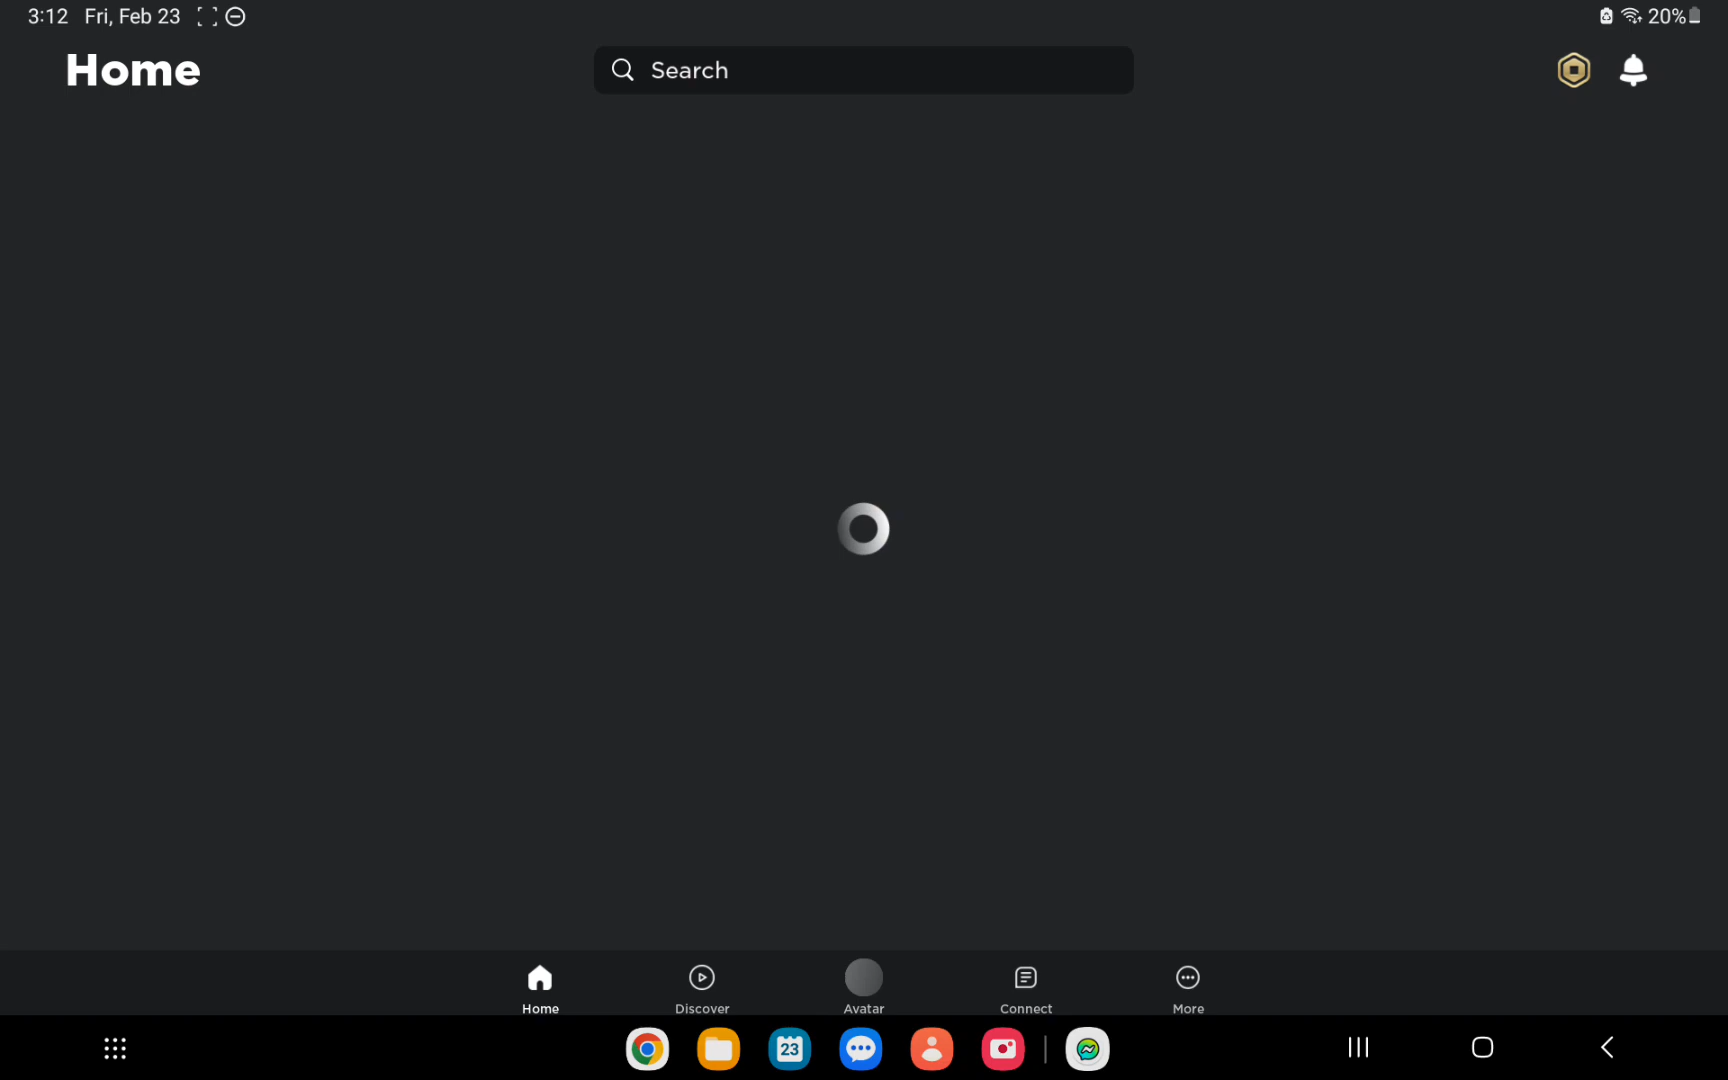 3:12 Fri, Feb 23 20%
Home Search
Home Discover Avatar Connect More
23